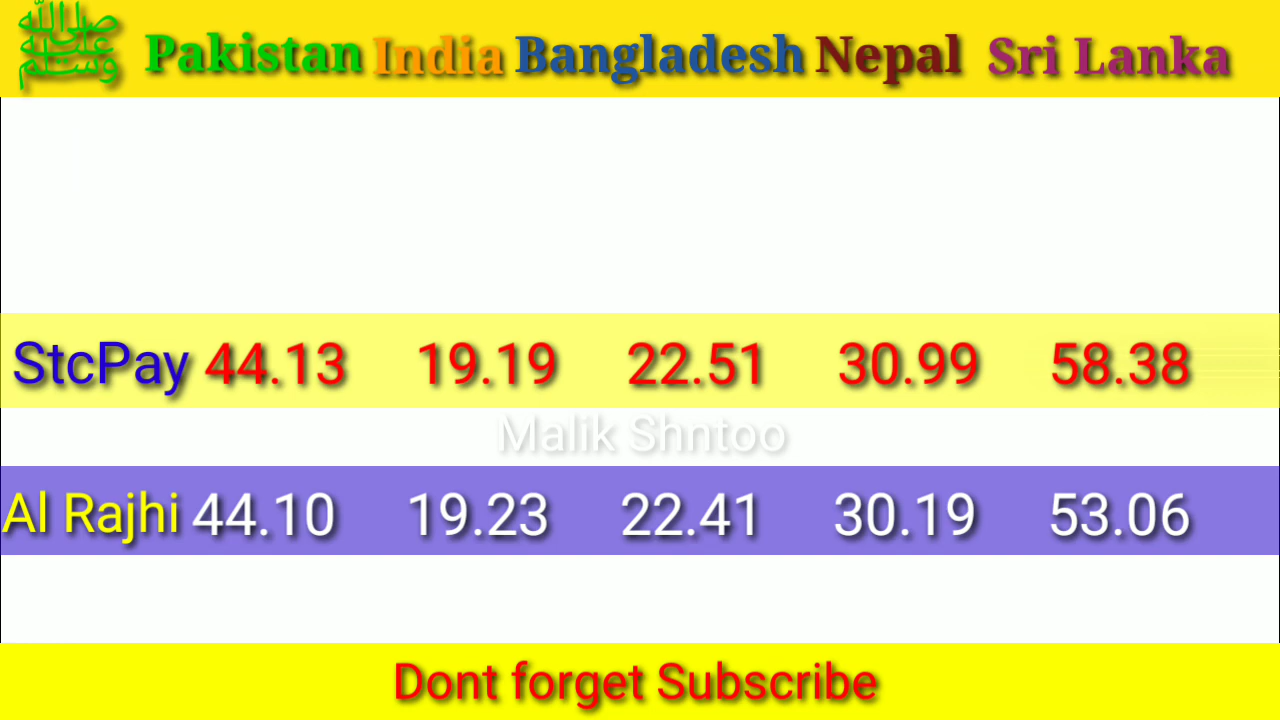 ﷺ Pakistan India Bangladesh Nepal Sri Lanka
StcPay 44.13 19.19 22.51 30.99 58.38
Malik Shntoo
Al Rajhi 44.10 19.23 22.41 30.19 53.06
Dont forget Subscribe